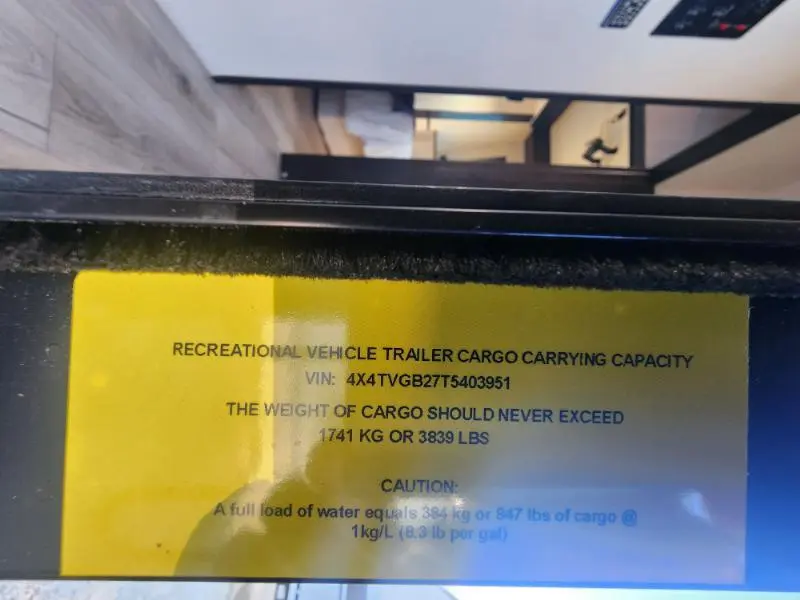 RECREATIONAL VEHICLE TRAILER CARGO CARRYING CAPACITY
VIN: 4X4TVGB27T5403951
THE WEIGHT OF CARGO SHOULD NEVER EXCEED
1741 KG OR 3839 LBS
CAUTION:
A full load of water equals 384 kg or 847 lbs of cargo @
1kg/L (8.3 lb per gal)